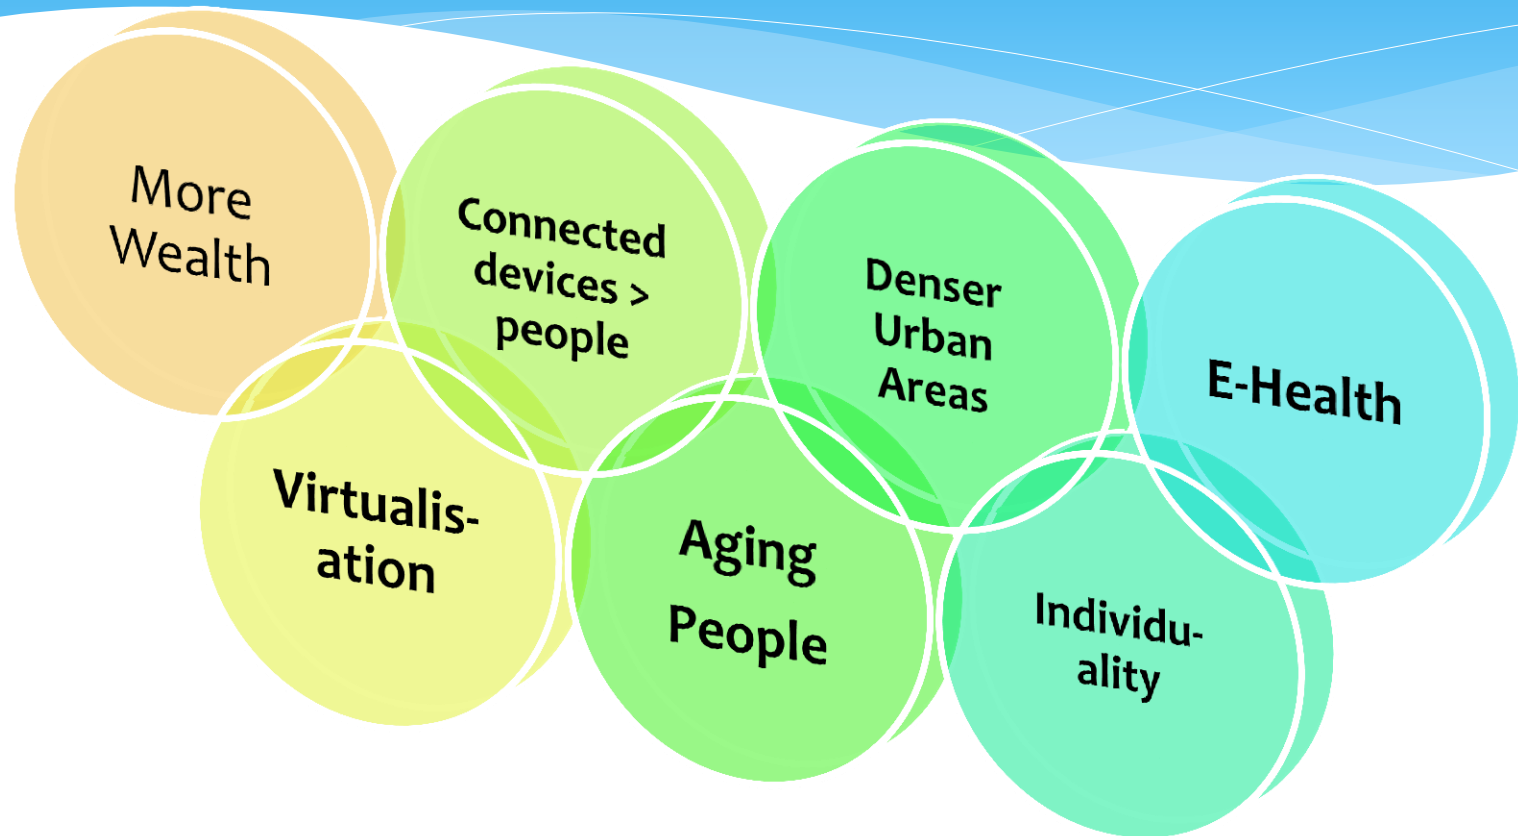 More
Wealth
Connected
devices >
people
Denser
Urban
Areas
E-Health
Virtualis-
ation
Aging
People
Individu-
ality